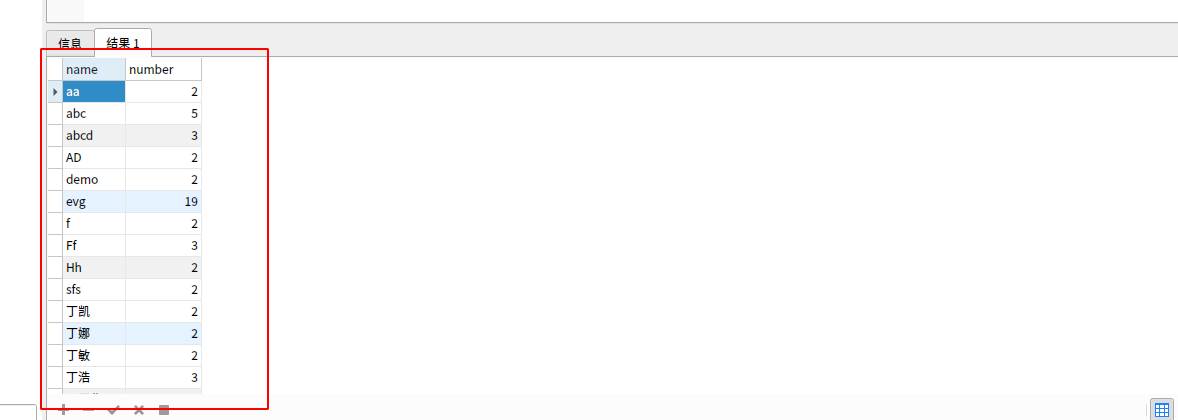 信息 结果 1
name number
aa 2
abc 5
abcd 3
AD 2
demo 2
evg 19
f 2
Ff 3
Hh 2
sfs 2
丁凯 2
丁娜 2
丁敏 2
丁浩 3